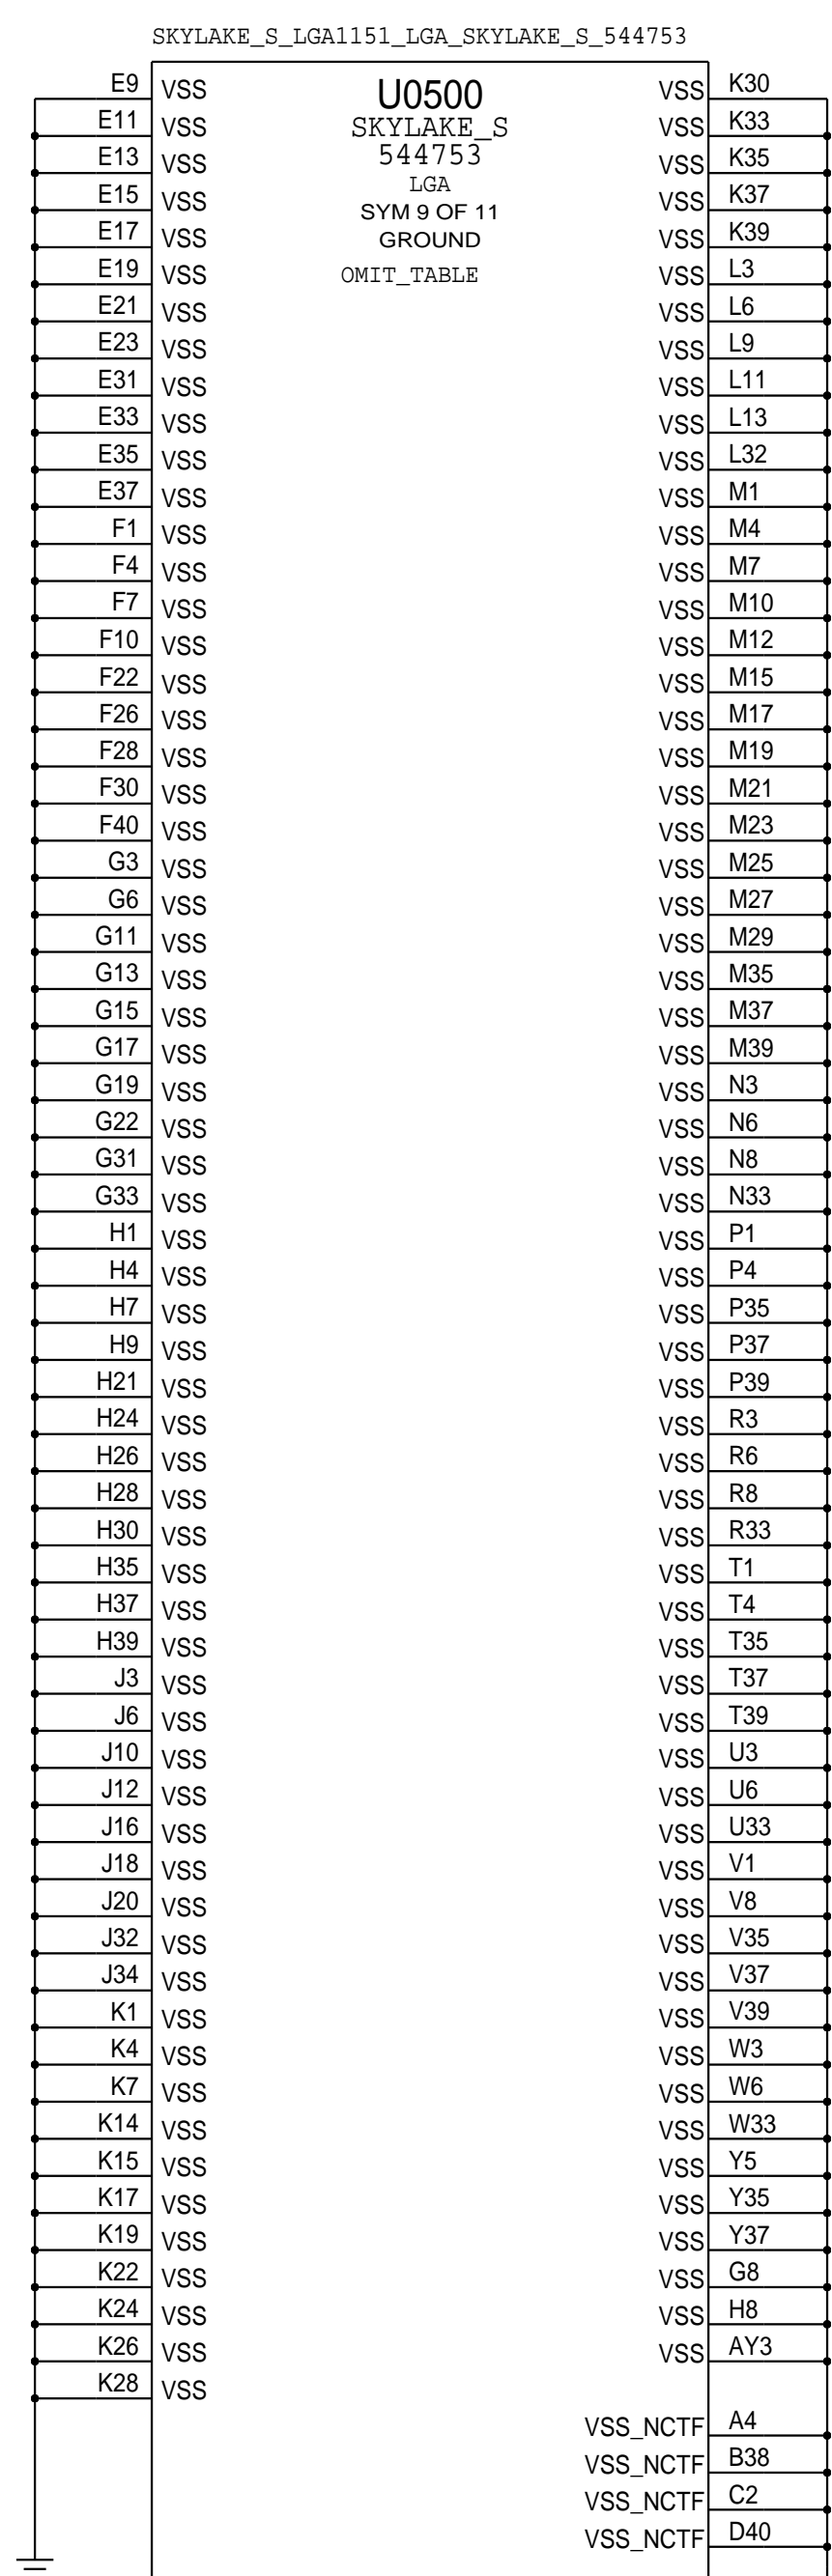 SKYLAKE_S_LGA1151_LGA_SKYLAKE_S_544753
U0500
SKYLAKE_S
544753
LGA
SYM 9 OF 11
GROUND
OMIT_TABLE
E9 VSS VSS K30
E11 VSS VSS K33
E13 VSS VSS K35
E15 VSS VSS K37
E17 VSS VSS K39
E19 VSS VSS L3
E21 VSS VSS L6
E23 VSS VSS L9
E31 VSS VSS L11
E33 VSS VSS L13
E35 VSS VSS L32
E37 VSS VSS M1
F1 VSS VSS M4
F4 VSS VSS M7
F7 VSS VSS M10
F10 VSS VSS M12
F22 VSS VSS M15
F26 VSS VSS M17
F28 VSS VSS M19
F30 VSS VSS M21
F40 VSS VSS M23
G3 VSS VSS M25
G6 VSS VSS M27
G11 VSS VSS M29
G13 VSS VSS M35
G15 VSS VSS M37
G17 VSS VSS M39
G19 VSS VSS N3
G22 VSS VSS N6
G31 VSS VSS N8
G33 VSS VSS N33
H1 VSS VSS P1
H4 VSS VSS P4
H7 VSS VSS P35
H9 VSS VSS P37
H21 VSS VSS P39
H24 VSS VSS R3
H26 VSS VSS R6
H28 VSS VSS R8
H30 VSS VSS R33
H35 VSS VSS T1
H37 VSS VSS T4
H39 VSS VSS T35
J3 VSS VSS T37
J6 VSS VSS T39
J10 VSS VSS U3
J12 VSS VSS U6
J16 VSS VSS U33
J18 VSS VSS V1
J20 VSS VSS V8
J32 VSS VSS V35
J34 VSS VSS V37
K1 VSS VSS V39
K4 VSS VSS W3
K7 VSS VSS W6
K14 VSS VSS W33
K15 VSS VSS Y5
K17 VSS VSS Y35
K19 VSS VSS Y37
K22 VSS VSS G8
K24 VSS VSS H8
K26 VSS VSS AY3
K28 VSS
VSS_NCTF A4
VSS_NCTF B38
VSS_NCTF C2
VSS_NCTF D40